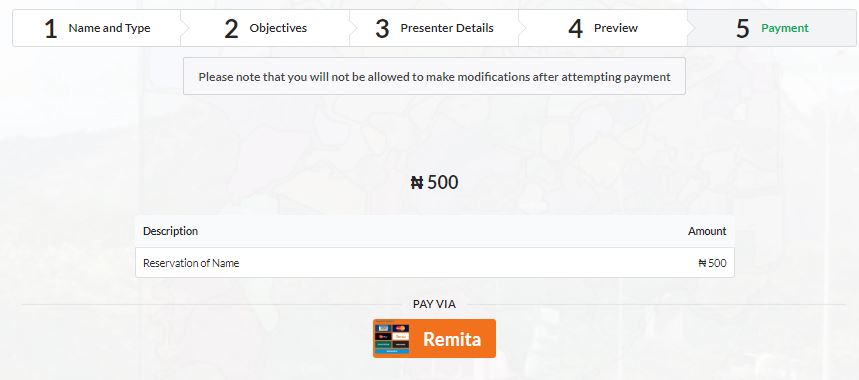 1 Name and Type 2 Objectives 3 Presenter Details 4 Preview 5 Payment
Please note that you will not be allowed to make modifications after attempting payment
₦ 500
Description Amount
Reservation of Name ₦ 500
PAY VIA
Remita